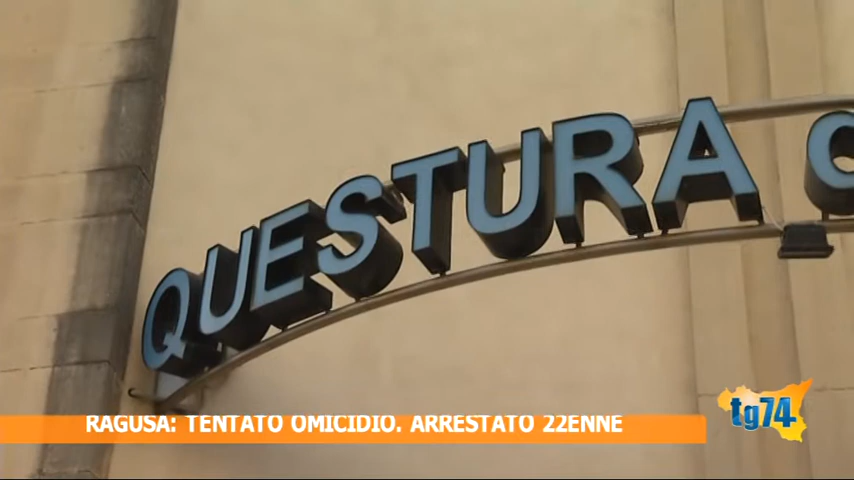 QUESTURA
RAGUSA: TENTATO OMICIDIO. ARRESTATO 22ENNE
tg74